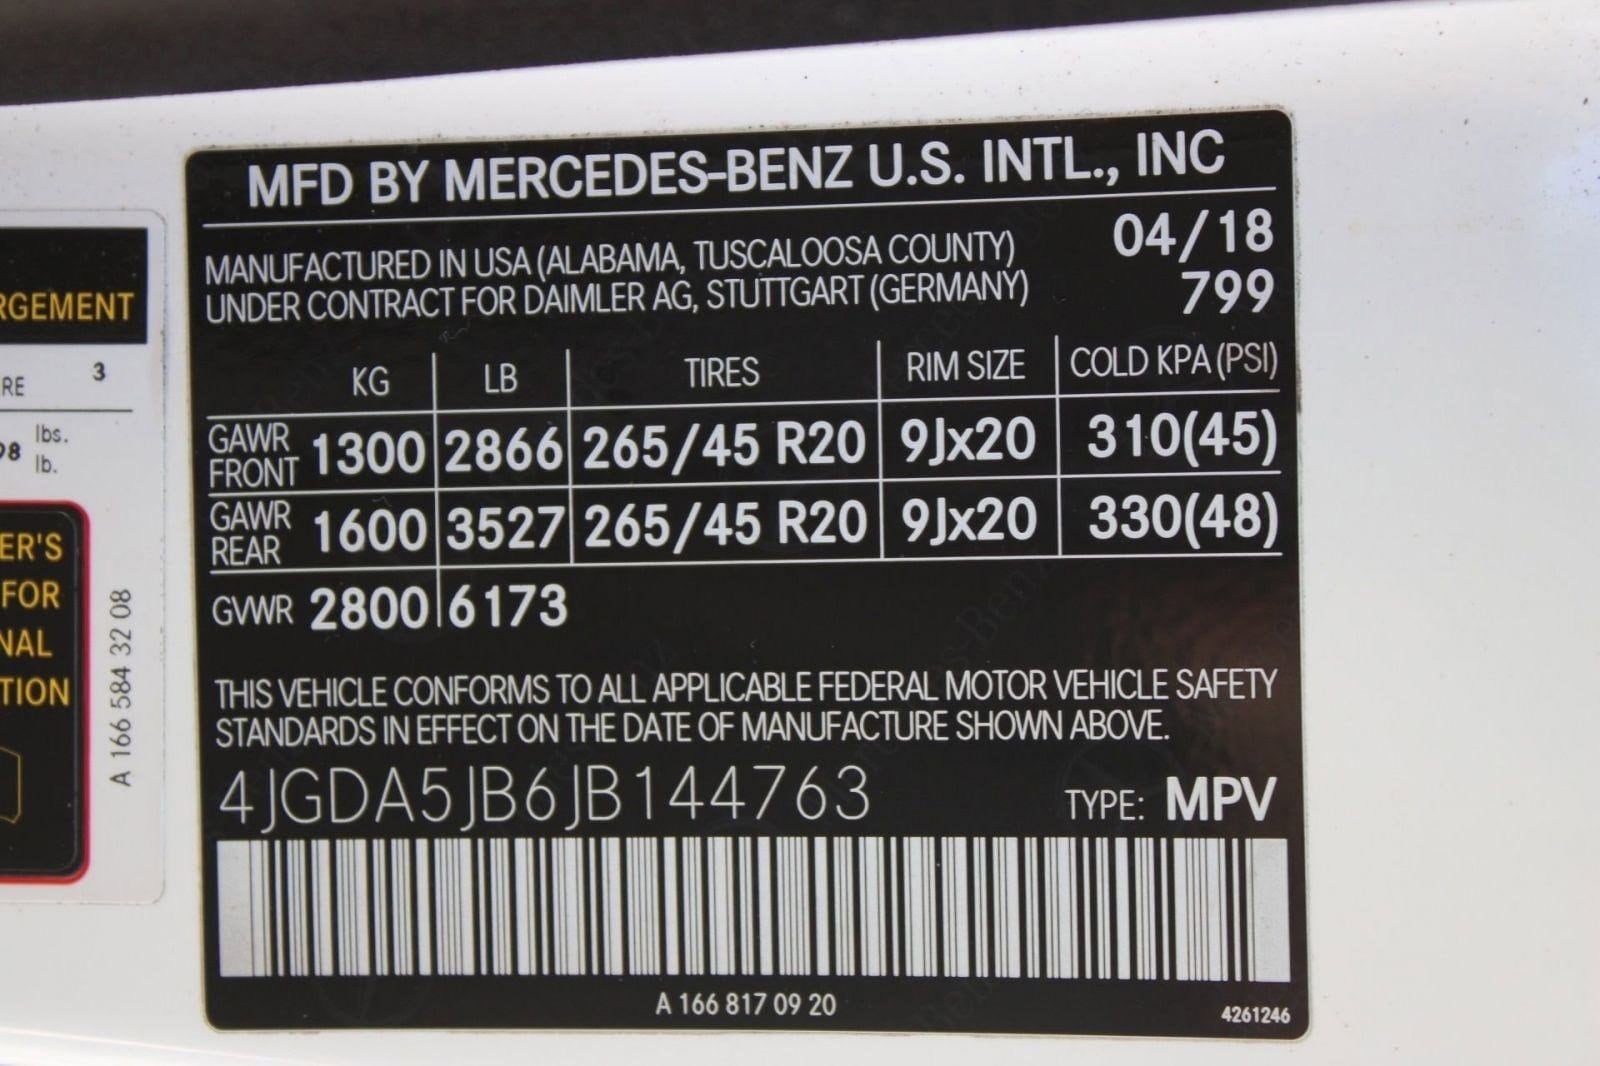 MFD BY MERCEDES-BENZ U.S. INTL., INC
MANUFACTURED IN USA (ALABAMA, TUSCALOOSA COUNTY)
UNDER CONTRACT FOR DAIMLER AG, STUTTGART (GERMANY)
04/18
799
KG LB TIRES RIM SIZE COLD KPA (PSI)
GAWR FRONT 1300 2866 265/45 R20 9Jx20 310(45)
GAWR REAR 1600 3527 265/45 R20 9Jx20 330(48)
GVWR 2800 6173
THIS VEHICLE CONFORMS TO ALL APPLICABLE FEDERAL MOTOR VEHICLE SAFETY
STANDARDS IN EFFECT ON THE DATE OF MANUFACTURE SHOWN ABOVE.
4JGDA5JB6JB144763 TYPE: MPV
A 166 817 09 20
4261246
RGEMENT
RE 3
98 lbs.
lb.
ER'S
FOR
NAL
TION
A 166 584 32 08